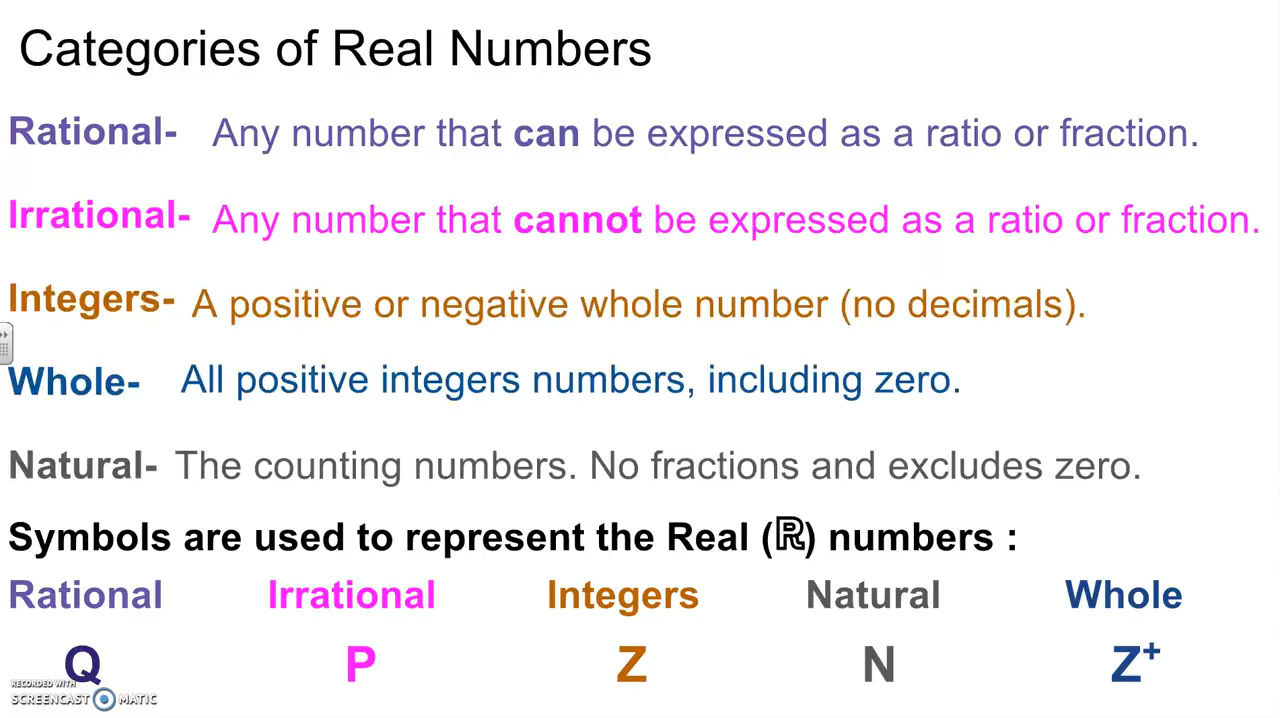 Categories of Real Numbers
Rational- Any number that can be expressed as a ratio or fraction.
Irrational- Any number that cannot be expressed as a ratio or fraction.
Integers- A positive or negative whole number (no decimals).
Whole- All positive integers numbers, including zero.
Natural- The counting numbers. No fractions and excludes zero.
Symbols are used to represent the Real (ℝ) numbers :
Rational Irrational Integers Natural Whole
Q P Z N Z⁺
RECORDED WITH
SCREENCAST MATIC